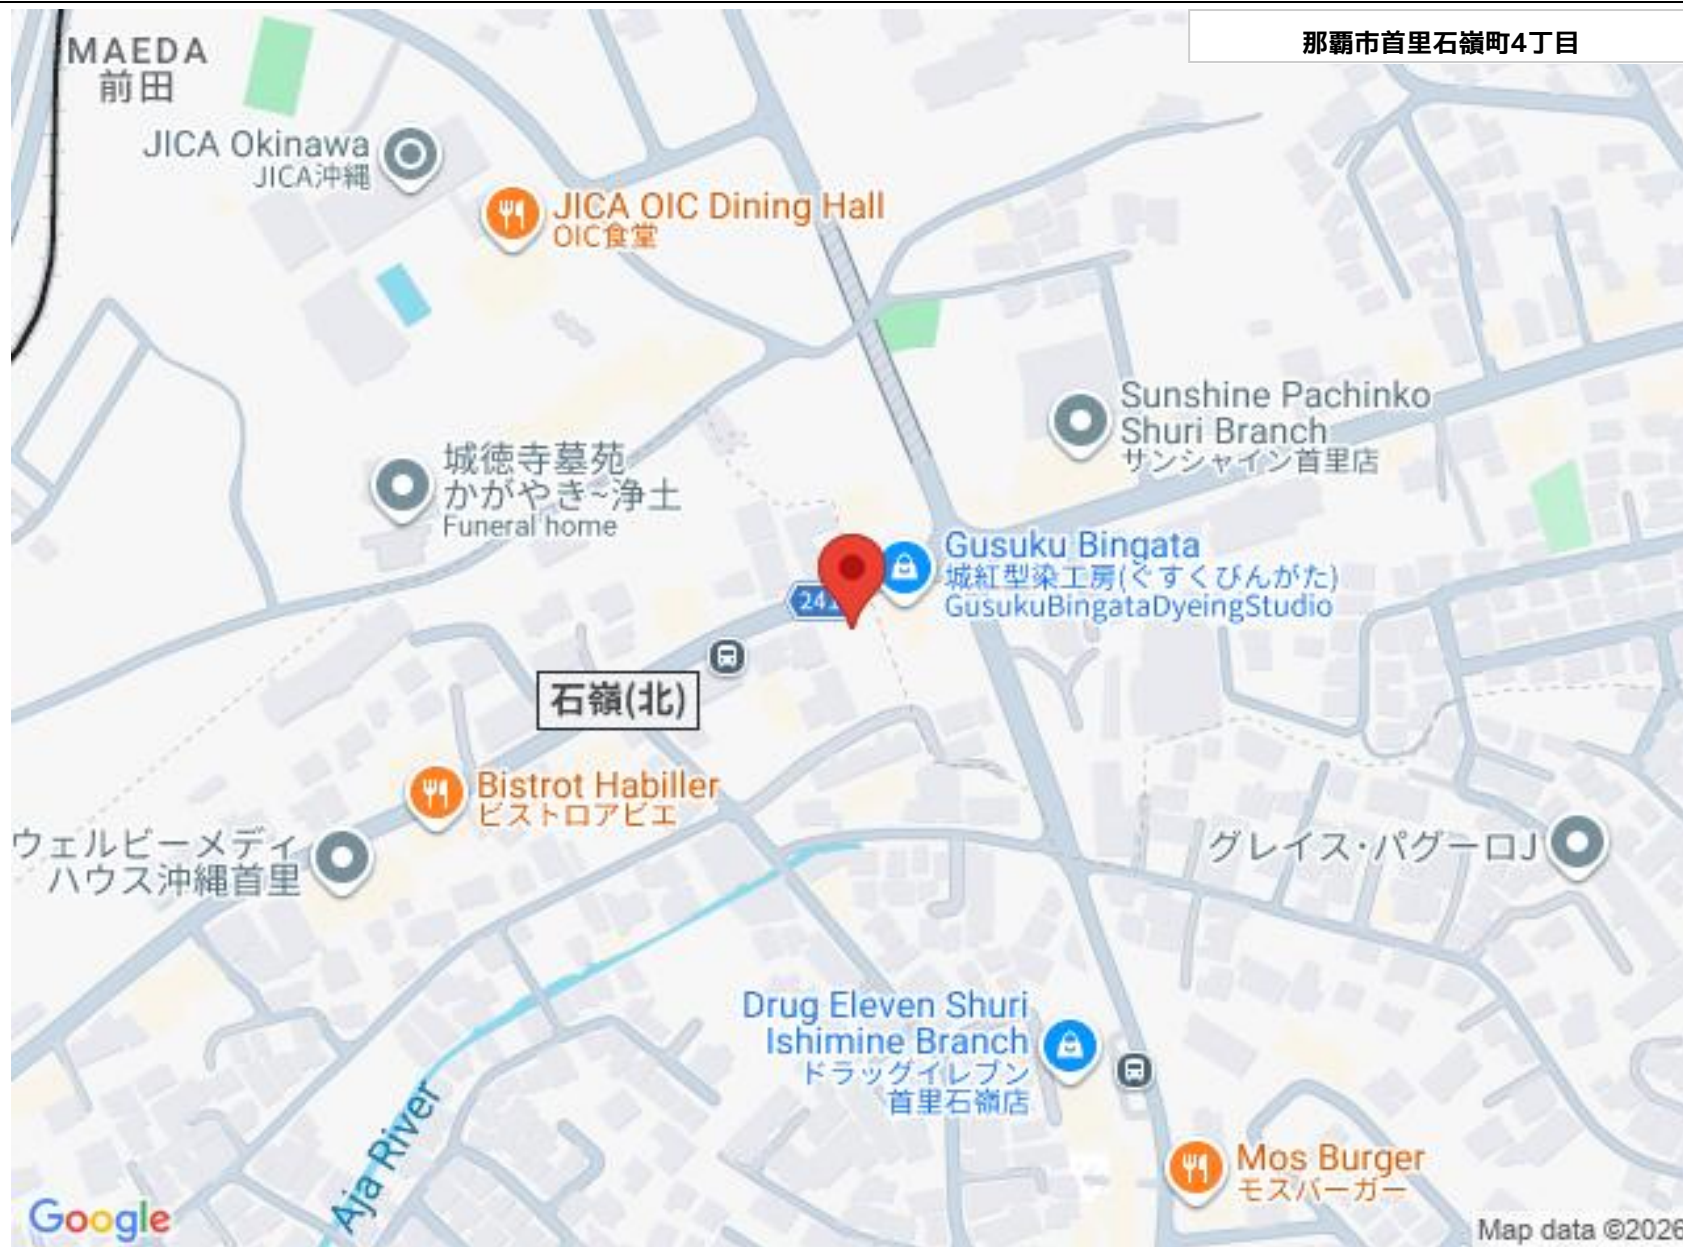 那覇市首里石嶺町4丁目
MAEDA
前田
JICA Okinawa
JICA沖縄
JICA OIC Dining Hall
OIC食堂
Sunshine Pachinko
Shuri Branch
サンシャイン首里店
城徳寺墓苑
かがやき~浄土
Funeral home
Gusuku Bingata
城紅型染工房(ぐすくびんがた)
GusukuBingataDyeingStudio
石嶺(北)
Bistrot Habiller
ビストロアビエ
ウェルビーメディ
ハウス沖縄首里
グレイス・パグーロJ
Drug Eleven Shuri
Ishimine Branch
ドラッグイレブン
首里石嶺店
Aja River
Mos Burger
モスバーガー
Google
Map data ©2026